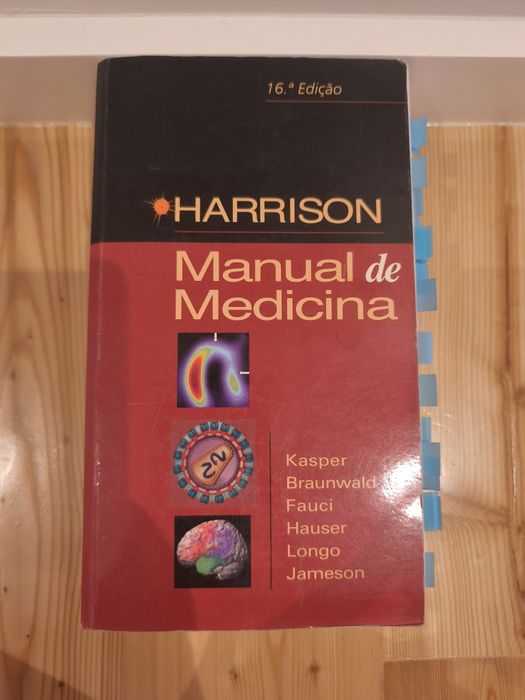 16.ª Edição
HARRISON
Manual de
Medicina
Kasper
Braunwald
Fauci
Hauser
Longo
Jameson